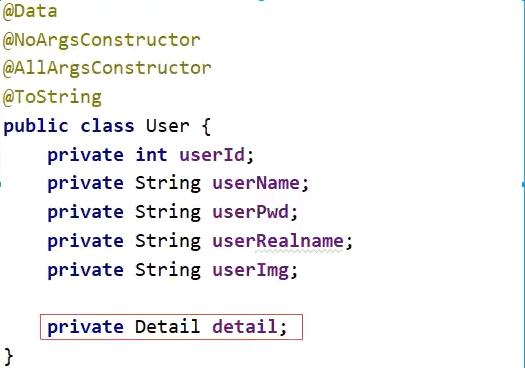 @Data
@NoArgsConstructor
@AllArgsConstructor
@ToString
public class User {
    private int userId;
    private String userName;
    private String userPwd;
    private String userRealname;
    private String userImg;

    private Detail detail;
}